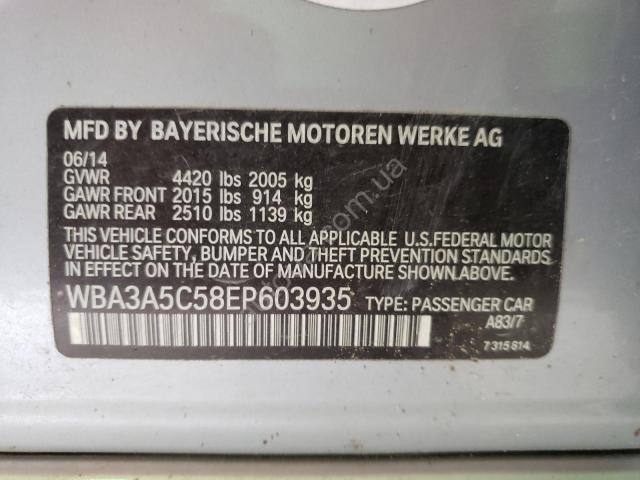 MFD BY BAYERISCHE MOTOREN WERKE AG
06/14
GVWR 4420 lbs 2005 kg
GAWR FRONT 2015 lbs 914 kg
GAWR REAR 2510 lbs 1139 kg
THIS VEHICLE CONFORMS TO ALL APPLICABLE U.S.FEDERAL MOTOR
VEHICLE SAFETY, BUMPER AND THEFT PREVENTION STANDARDS
IN EFFECT ON THE DATE OF MANUFACTURE SHOWN ABOVE.
WBA3A5C58EP603935 TYPE: PASSENGER CAR
A83/7
7315814